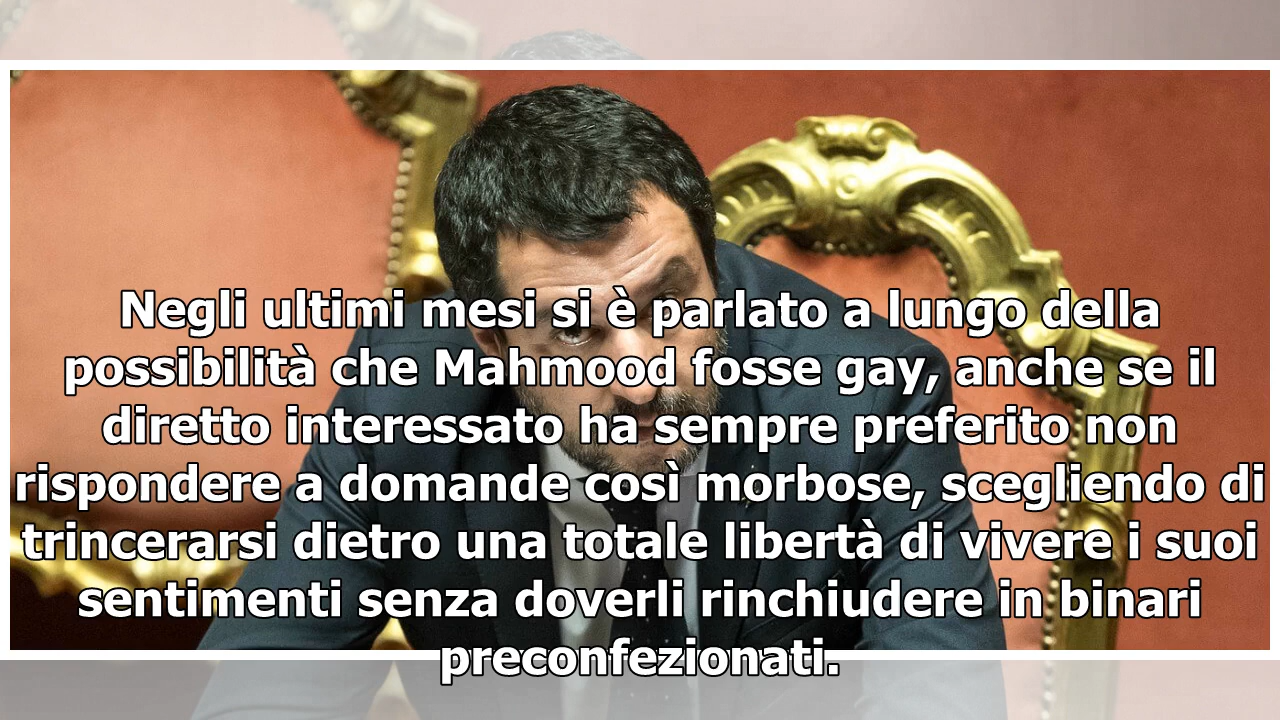 Negli ultimi mesi si è parlato a lungo della
possibilità che Mahmood fosse gay, anche se il
diretto interessato ha sempre preferito non
rispondere a domande così morbose, scegliendo di
trincerarsi dietro una totale libertà di vivere i suoi
sentimenti senza doverli rinchiudere in binari
preconfezionati.